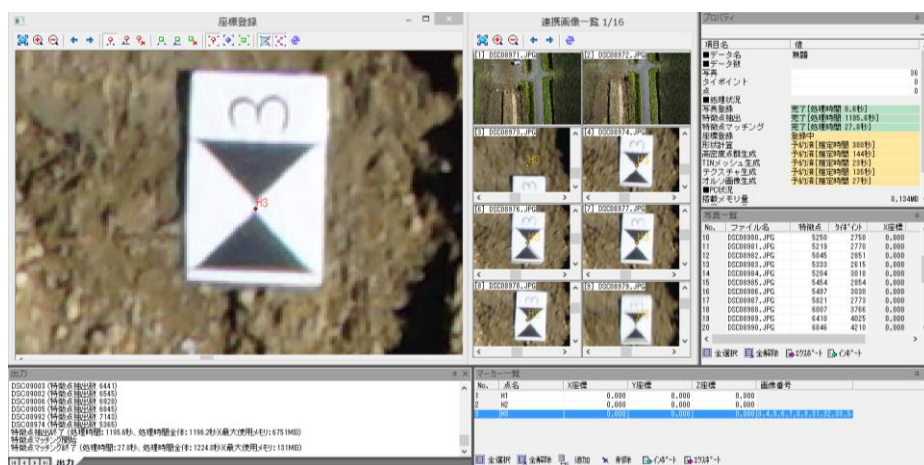 座標登録
3
H3
連携画像一覧 1/16
[1] DSC08971.JPG
[2] DSC08972.JPG
[3] DSC08973.JPG
[4] DSC08974.JPG
[6] DSC08976.JPG
[7] DSC08977.JPG
[8] DSC08978.JPG
[9] DSC08979.JPG
プロパティ
項目名 値
■データ名 無題
■データ数
写真 36
タイポイント 0
点 0
■処理状況
写真登録 完了[処理時間 0.0秒]
特徴点抽出 完了[処理時間 1195.6秒]
特徴点マッチング 完了[処理時間 27.8秒]
座標登録 登録中
形状計算 予約済[推定時間 380秒]
高密度点群生成 予約済[推定時間 144秒]
TINメッシュ生成 予約済[推定時間 23秒]
テクスチャ生成 予約済[推定時間 135秒]
オルソ画像生成 予約済[推定時間 27秒]
■PC状況
搭載メモリ量 8,134MB
写真一覧
No. ファイル名 特徴点 タイポイント X座標
10 DSC08980.JPG 5250 2750 0.000
11 DSC08981.JPG 5219 2770 0.000
12 DSC08982.JPG 5045 2851 0.000
13 DSC08983.JPG 5333 2615 0.000
14 DSC08984.JPG 5204 3010 0.000
15 DSC08985.JPG 5454 2854 0.000
16 DSC08986.JPG 5497 3030 0.000
17 DSC08987.JPG 5821 2773 0.000
18 DSC08988.JPG 6007 3766 0.000
19 DSC08989.JPG 6410 4025 0.000
20 DSC08990.JPG 6846 4210 0.000
全選択 全解除 エクスポート インポート
出力
DSC09003 (特徴点抽出数 6441)
DSC09002 (特徴点抽出数 6545)
DSC09006 (特徴点抽出数 6928)
DSC09005 (特徴点抽出数 6845)
DSC08992 (特徴点抽出数 7143)
DSC08974 (特徴点抽出数 5365)
特徴点抽出終了 (処理時間:1195.6秒、処理時間全体:1196.2秒)(最大使用メモリ:6751MB)
特徴点マッチング開始
特徴点マッチング終了 (処理時間:27.8秒、処理時間全体:1224.0秒)(最大使用メモリ:131MB)
出力
マーカー一覧
No. 点名 X座標 Y座標 Z座標 画像番号
1 H1 0.000 0.000 0.000
2 H2 0.000 0.000 0.000
3 H3 0.000 0.000 0.000
全選択 全解除 追加 削除 インポート エクスポート